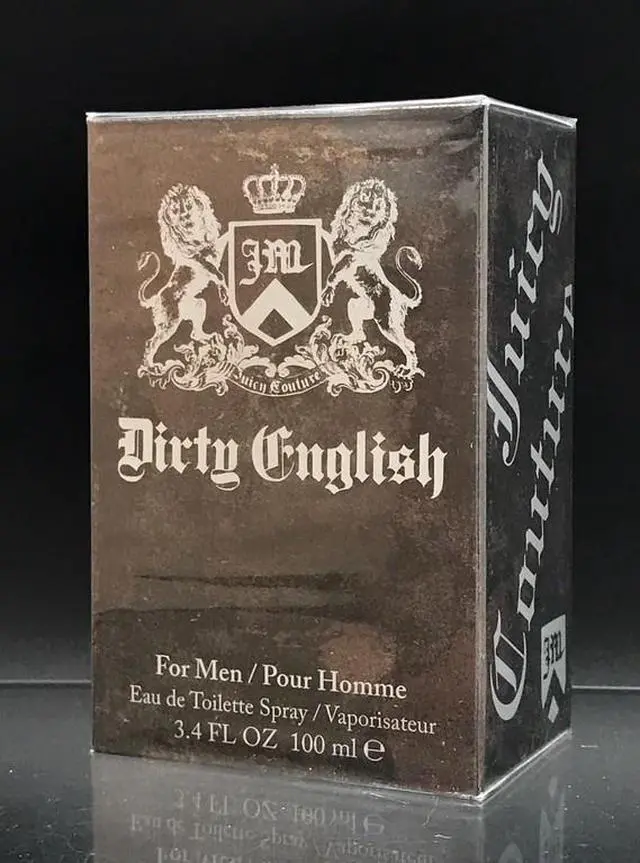 JM
Juicy Couture
Dirty English
For Men / Pour Homme
Eau de Toilette Spray / Vaporisateur
3.4 FL OZ 100 ml ℮
Juicy
Couture
JM